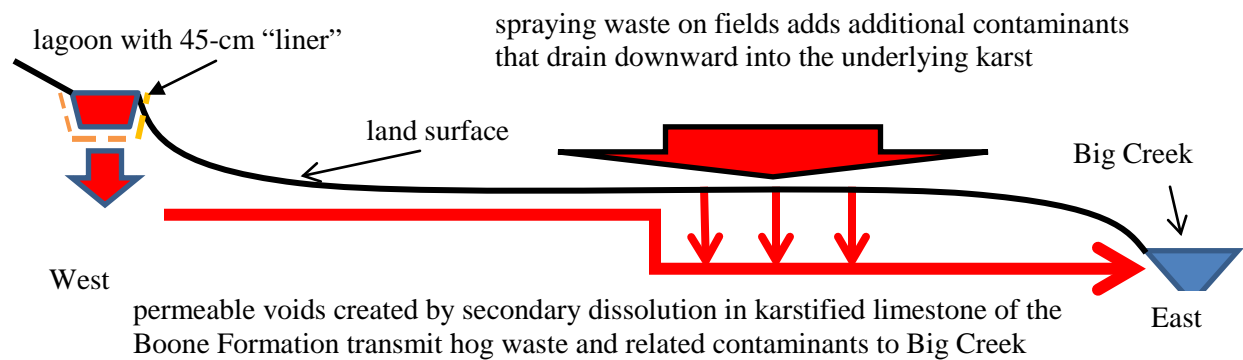 spraying waste on fields adds additional contaminants
that drain downward into the underlying karst
lagoon with 45-cm “liner”
land surface
Big Creek
West
East
permeable voids created by secondary dissolution in karstified limestone of the
Boone Formation transmit hog waste and related contaminants to Big Creek